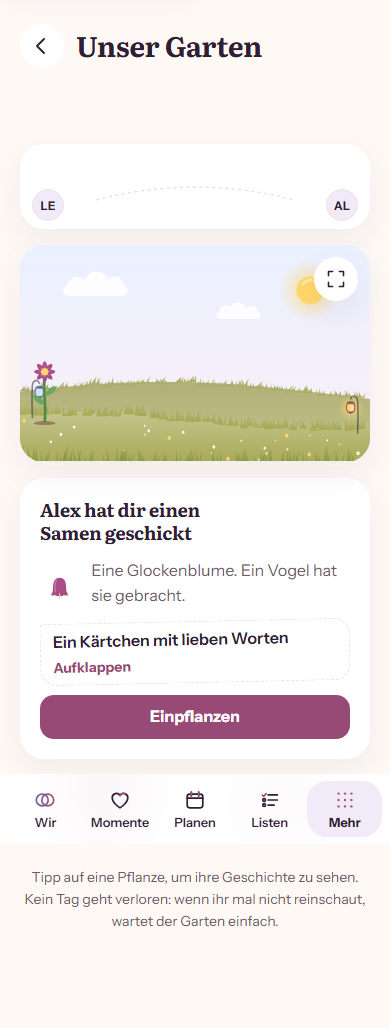 Unser Garten
LE
AL
Alex hat dir einen
Samen geschickt
Eine Glockenblume. Ein Vogel hat
sie gebracht.
Ein Kärtchen mit lieben Worten
Aufklappen
Einpflanzen
Wir
Momente
Planen
Listen
Mehr
Tipp auf eine Pflanze, um ihre Geschichte zu sehen.
Kein Tag geht verloren: wenn ihr mal nicht reinschaut,
wartet der Garten einfach.